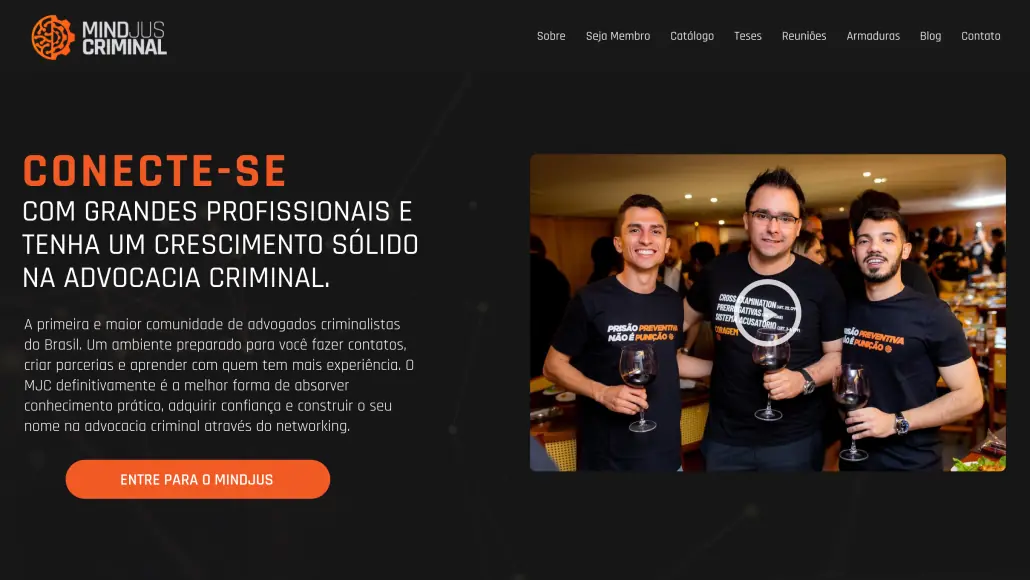 MINDJUS
CRIMINAL
Sobre
Seja Membro
Catálogo
Teses
Reuniões
Armaduras
Blog
Contato
CONECTE-SE
COM GRANDES PROFISSIONAIS E
TENHA UM CRESCIMENTO SÓLIDO
NA ADVOCACIA CRIMINAL.
A primeira e maior comunidade de advogados criminalistas
do Brasil. Um ambiente preparado para você fazer contatos,
criar parcerias e aprender com quem tem mais experiência. O
MJC definitivamente é a melhor forma de absorver
conhecimento prático, adquirir confiança e construir o seu
nome na advocacia criminal através do networking.
ENTRE PARA O MINDJUS
PRISÃO PREVENTIVA
NÃO É PUNIÇÃO
CROSS EXAMINATION
PRERROGATIVAS
SISTEMA ACUSATÓRIO
CORAGEM
PRISÃO PREVENTIVA
NÃO É PUNIÇÃO